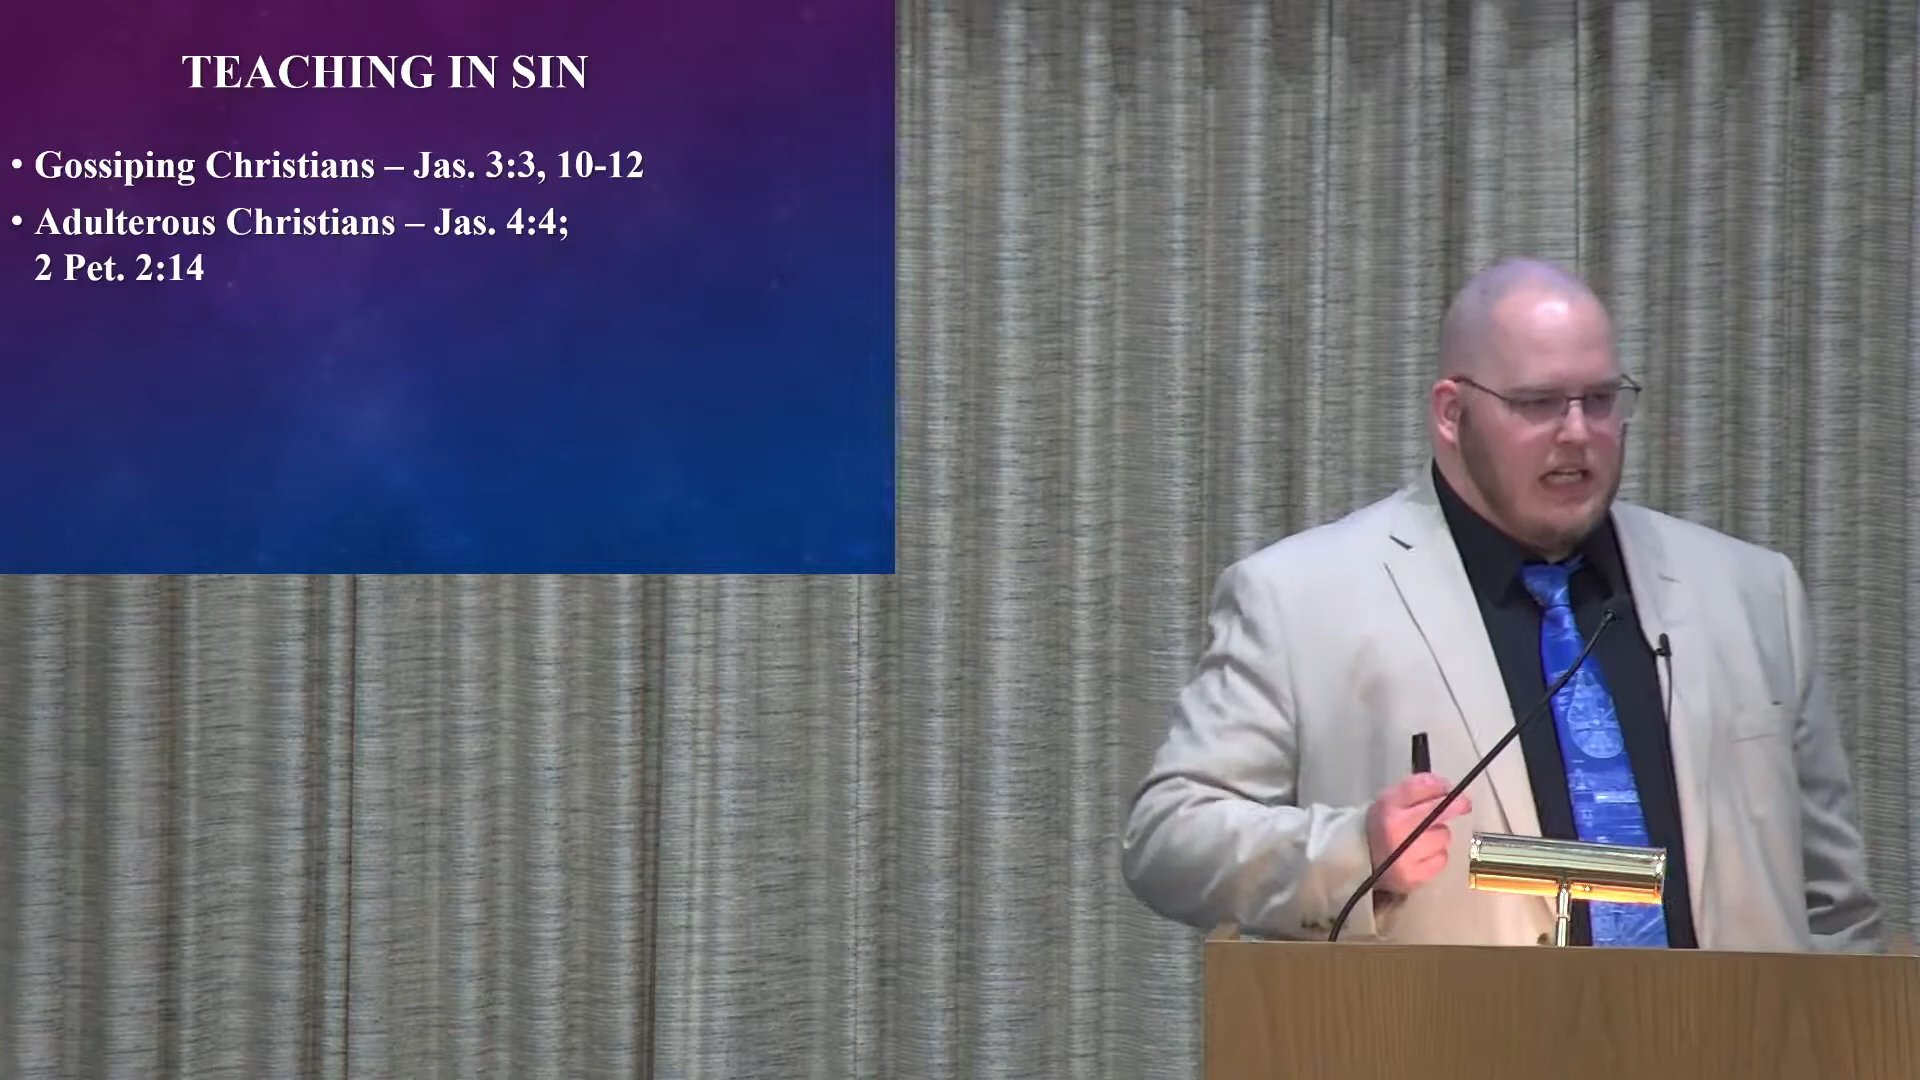 TEACHING IN SIN
• Gossiping Christians – Jas. 3:3, 10-12
• Adulterous Christians – Jas. 4:4;
2 Pet. 2:14